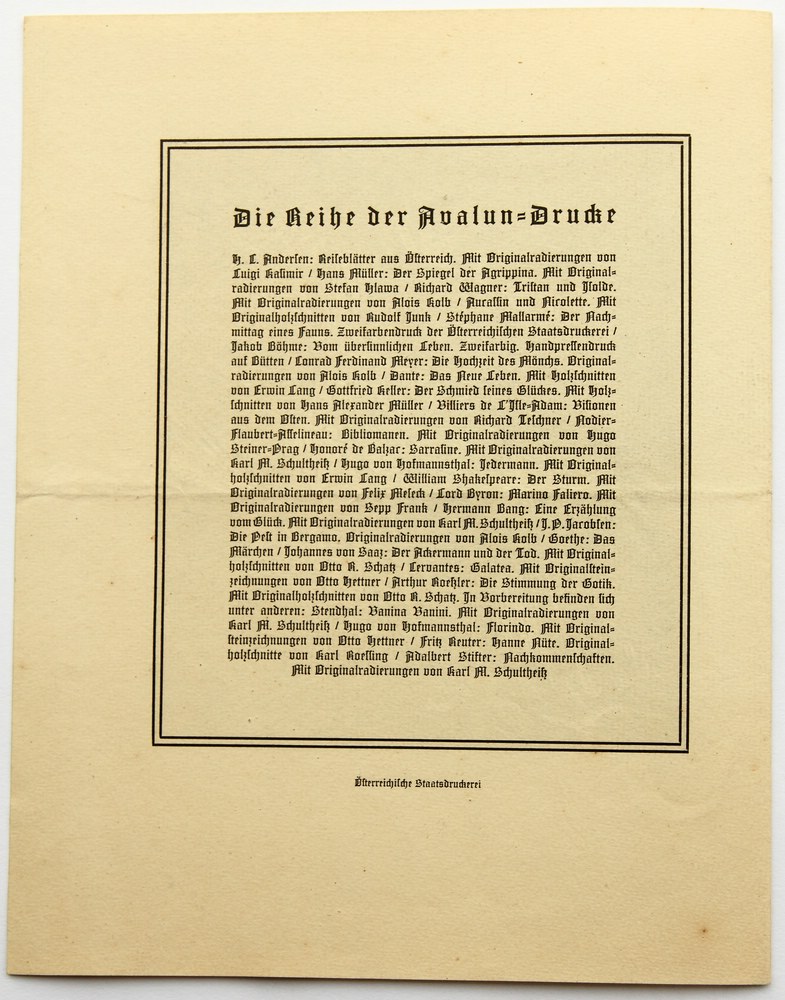 Die Reihe der Avalun-Drucke
H. C. Andersen: Reiseblätter aus Österreich. Mit Originalradierungen von
Luigi Kasimir / Hans Müller: Der Spiegel der Agrippina. Mit Original-
radierungen von Stefan Hlawa / Richard Wagner: Tristan und Isolde.
Mit Originalradierungen von Alois Kolb / Aucassin und Nicolette. Mit
Originalholzschnitten von Rudolf Junk / Stéphane Mallarmé: Der Nach-
mittag eines Fauns. Zweifarbendruck der Österreichischen Staatsdruckerei /
Jakob Böhme: Vom übersinnlichen Leben. Zweifarbig. Handpressendruck
auf Bütten / Conrad Ferdinand Meyer: Die Hochzeit des Mönchs. Original-
radierungen von Alois Kolb / Dante: Das Neue Leben. Mit Holzschnitten
von Erwin Lang / Gottfried Keller: Der Schmied seines Glückes. Mit Holz-
schnitten von Hans Alexander Müller / Villiers de L'Isle-Adam: Visionen
aus dem Osten. Mit Originalradierungen von Richard Teschner / Nodier-
Flaubert-Asselineau: Bibliomanen. Mit Originalradierungen von Hugo
Steiner-Prag / Honoré de Balzac: Sarrasine. Mit Originalradierungen von
Karl M. Schultheiß / Hugo von Hofmannsthal: Jedermann. Mit Original-
holzschnitten von Erwin Lang / William Shakespeare: Der Sturm. Mit
Originalradierungen von Felix Meseck / Lord Byron: Marino Faliero. Mit
Originalradierungen von Sepp Frank / Hermann Bang: Eine Erzählung
vom Glück. Mit Originalradierungen von Karl M. Schultheiß / J. P. Jacobsen:
Die Pest in Bergamo. Originalradierungen von Alois Kolb / Goethe: Das
Märchen / Johannes von Saaz: Der Ackermann und der Tod. Mit Original-
holzschnitten von Otto R. Schatz / Cervantes: Galatea. Mit Originalstein-
zeichnungen von Otto Hettner / Arthur Roeßler: Die Stimmung der Gotik.
Mit Originalholzschnitten von Otto R. Schatz. In Vorbereitung befinden sich
unter anderen: Stendhal: Vanina Vanini. Mit Originalradierungen von
Karl M. Schultheiß / Hugo von Hofmannsthal: Florindo. Mit Original-
steinzeichnungen von Otto Hettner / Fritz Reuter: Hanne Nüte. Original-
holzschnitte von Karl Roessing / Adalbert Stifter: Nachkommenschaften.
Mit Originalradierungen von Karl M. Schultheiß
Österreichische Staatsdruckerei